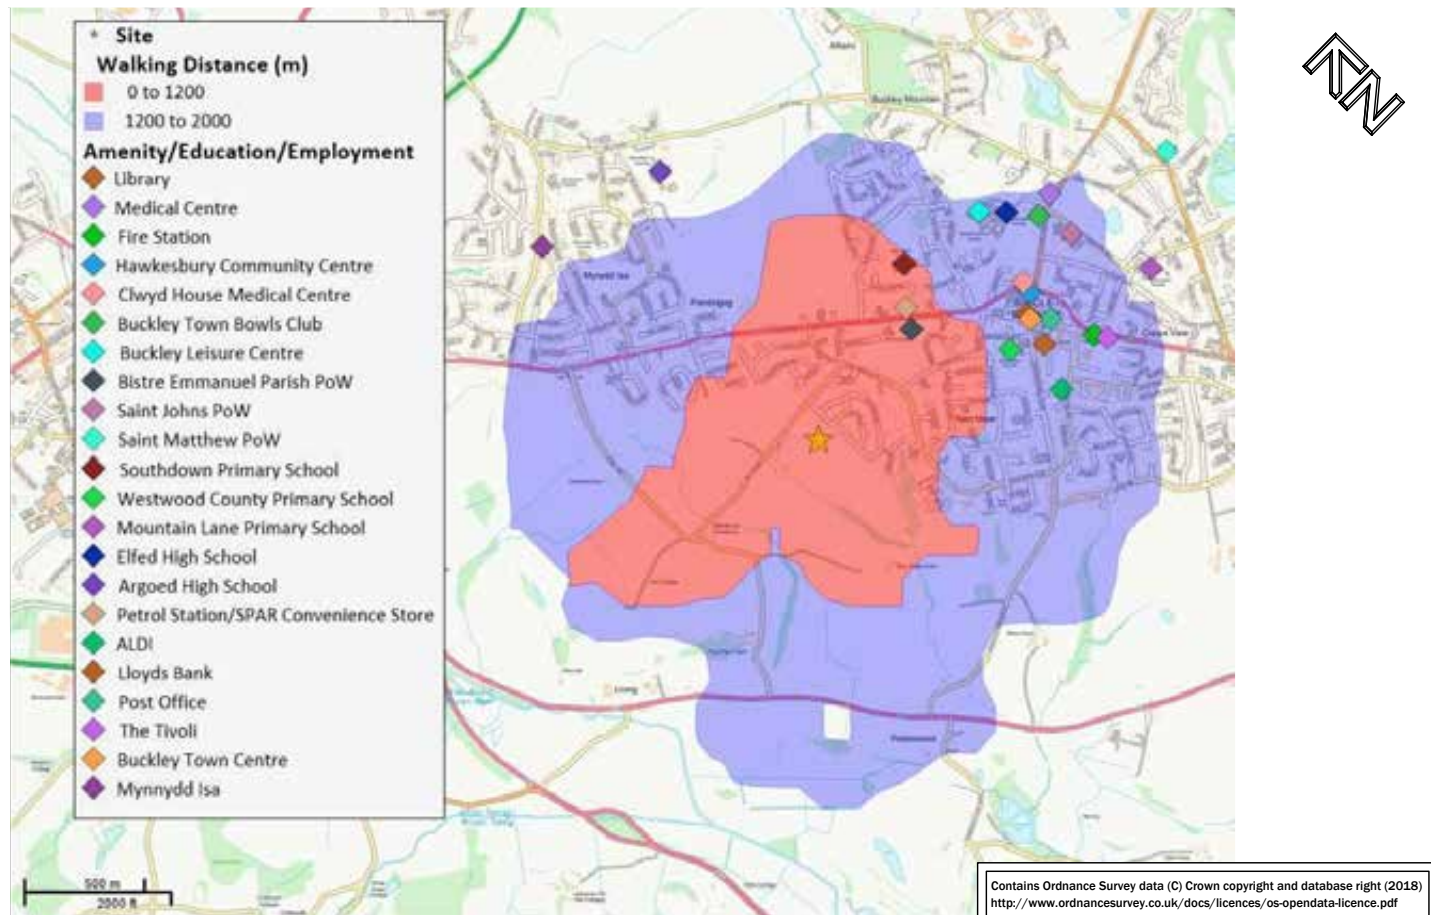 Site
Walking Distance (m)
0 to 1200
1200 to 2000
Amenity/Education/Employment
Library
Medical Centre
Fire Station
Hawkesbury Community Centre
Clwyd House Medical Centre
Buckley Town Bowls Club
Buckley Leisure Centre
Bistre Emmanuel Parish PoW
Saint Johns PoW
Saint Matthew PoW
Southdown Primary School
Westwood County Primary School
Mountain Lane Primary School
Elfed High School
Argoed High School
Petrol Station/SPAR Convenience Store
ALDI
Lloyds Bank
Post Office
The Tivoli
Buckley Town Centre
Mynnydd Isa
Buckley Mountain
Mynydd Isa
Llong
500 m
2000 ft
N
Contains Ordnance Survey data (C) Crown copyright and database right (2018)
http://www.ordnancesurvey.co.uk/docs/licences/os-opendata-licence.pdf